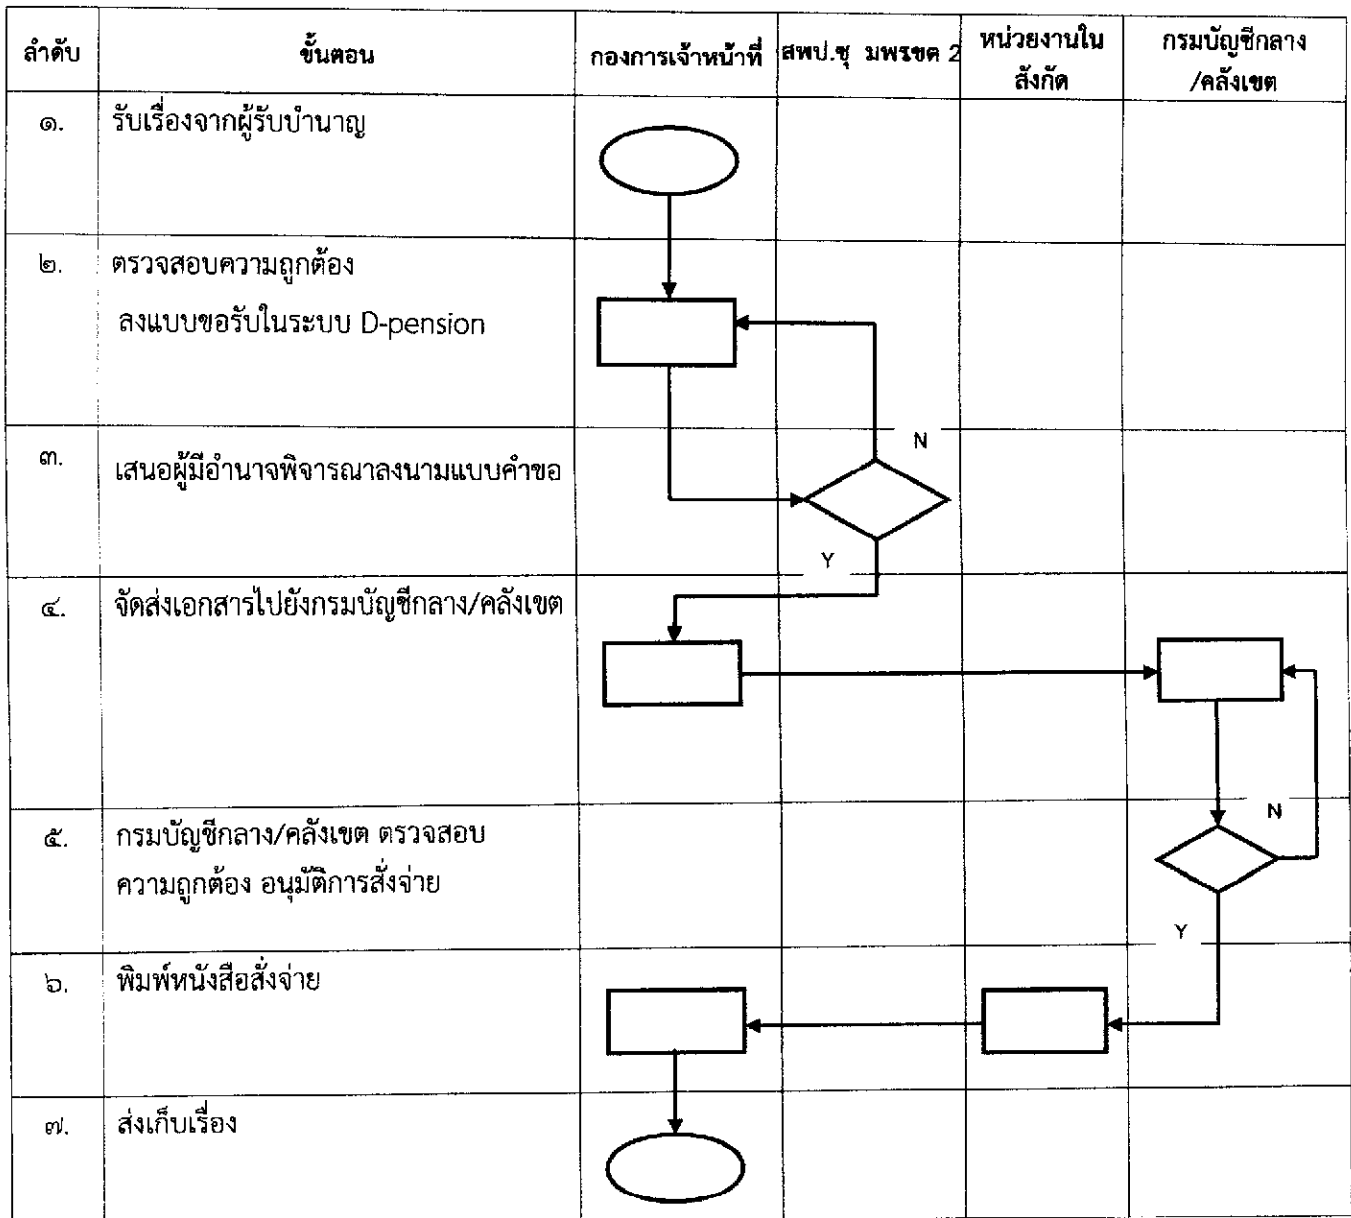 ลำดับ
ขั้นตอน
กองการเจ้าหน้าที่
สพป.ชุ มพรขต 2
หน่วยงานใน
สังกัด
กรมบัญชีกลาง
/คลังเขต
๑.
รับเรื่องจากผู้รับบำนาญ
๒.
ตรวจสอบความถูกต้อง
ลงแบบขอรับในระบบ D-pension
๓.
เสนอผู้มีอำนาจพิจารณาลงนามแบบคำขอ
N
Y
๔.
จัดส่งเอกสารไปยังกรมบัญชีกลาง/คลังเขต
๕.
กรมบัญชีกลาง/คลังเขต ตรวจสอบ
ความถูกต้อง อนุมัติการสั่งจ่าย
N
Y
๖.
พิมพ์หนังสือสั่งจ่าย
๗.
ส่งเก็บเรื่อง